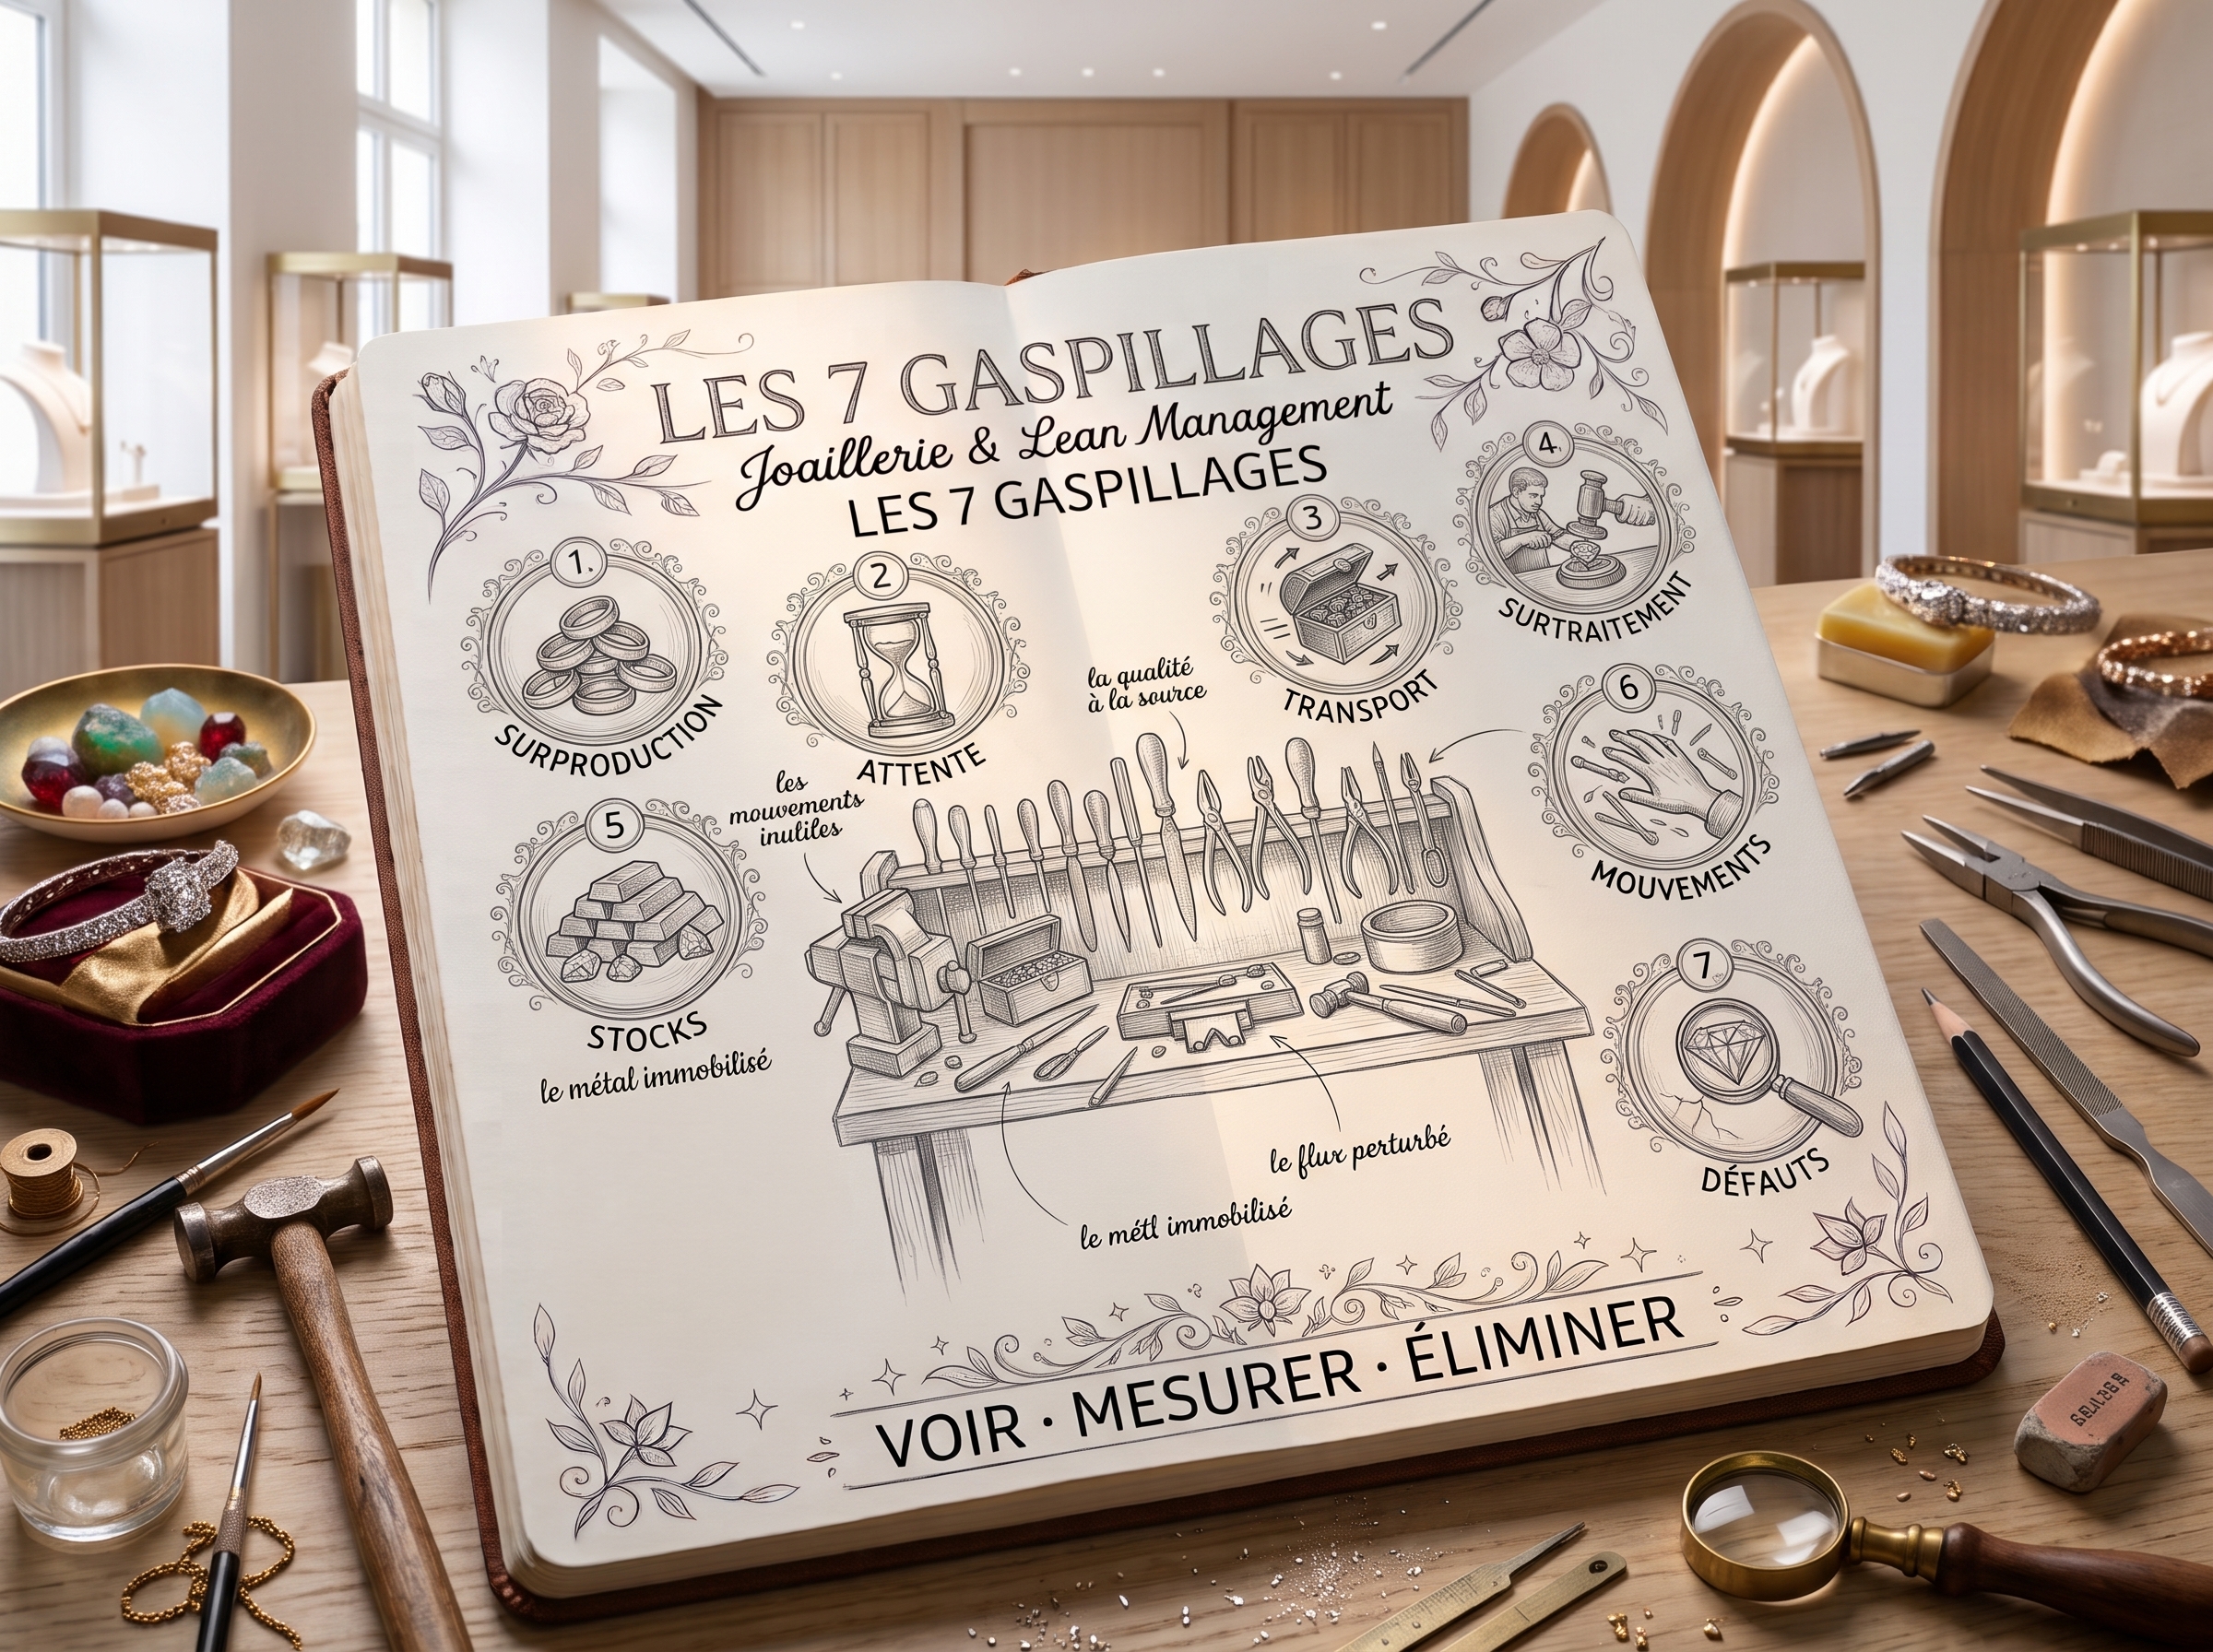 LES 7 GASPILLAGES
Joaillerie & Lean Management
LES 7 GASPILLAGES
1.
SURPRODUCTION
2
ATTENTE
3
TRANSPORT
4.
SURTRAITEMENT
la qualité
à la source
les
mouvements
inutiles
5
STOCKS
le métal immobilisé
6
MOUVEMENTS
7
DÉFAUTS
le flux perturbé
le métl immobilisé
VOIR · MESURER · ÉLIMINER